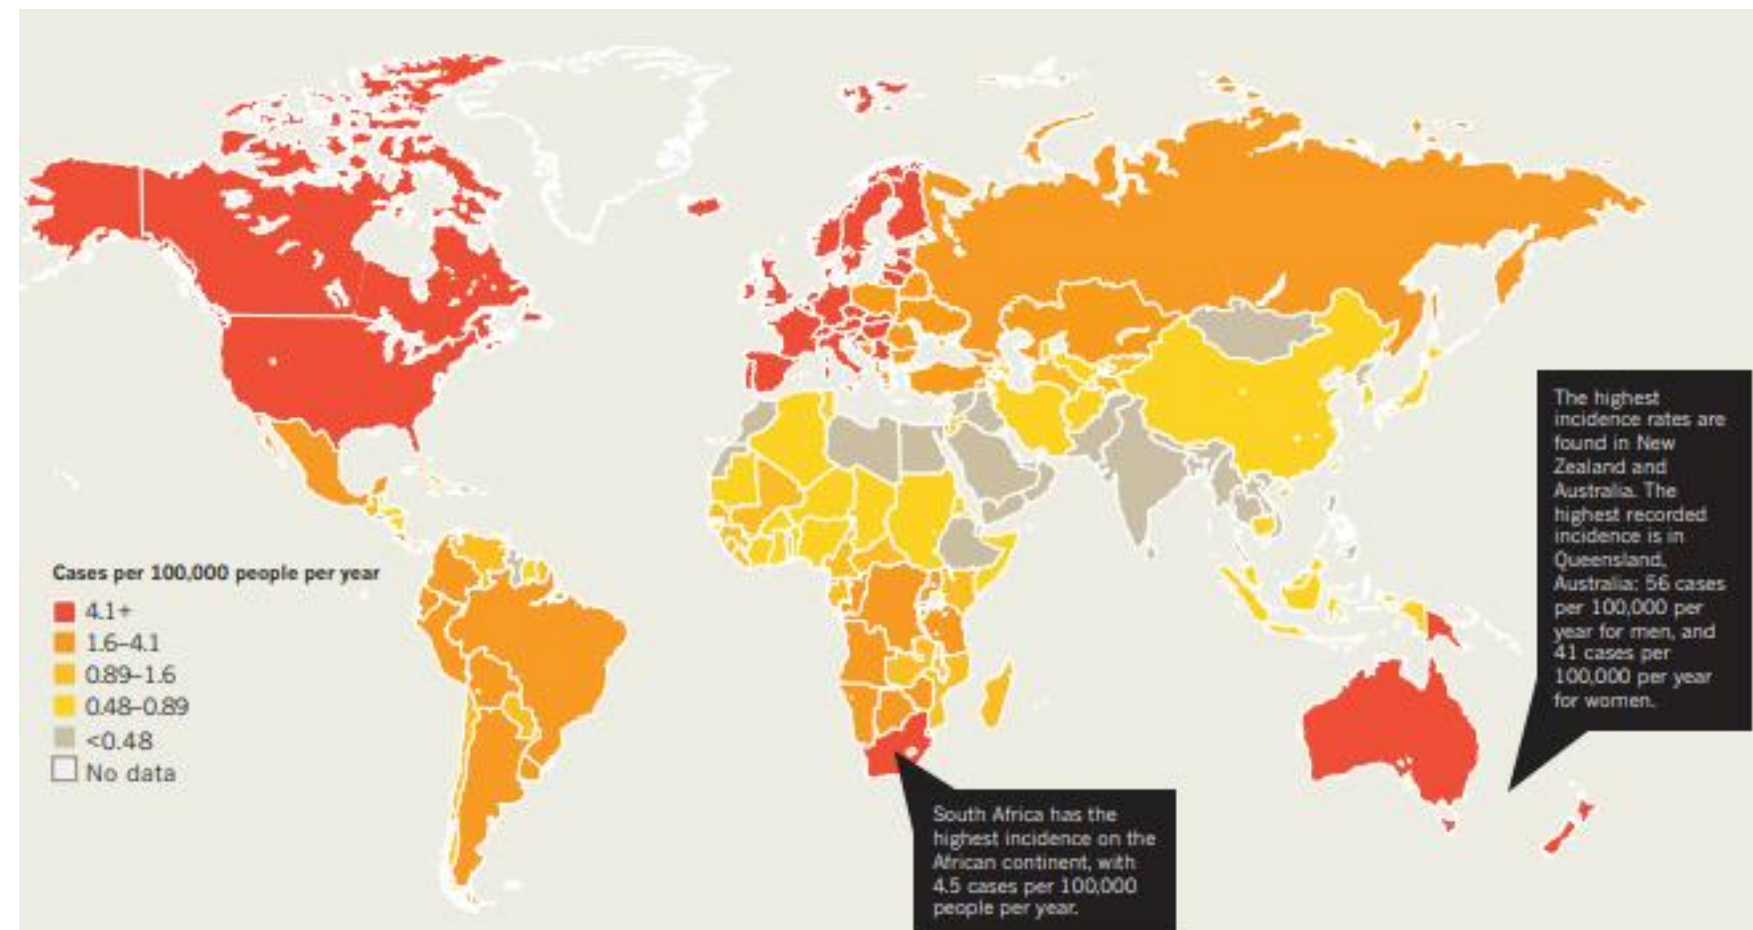 Cases per 100,000 people per year
4.1+
1.6–4.1
0.89–1.6
0.48–0.89
<0.48
No data
The highest
incidence rates are
found in New
Zealand and
Australia. The
highest recorded
incidence is in
Queensland,
Australia: 56 cases
per 100,000 per
year for men, and
41 cases per
100,000 per year
for women.
South Africa has the
highest incidence on the
African continent, with
4.5 cases per 100,000
people per year.